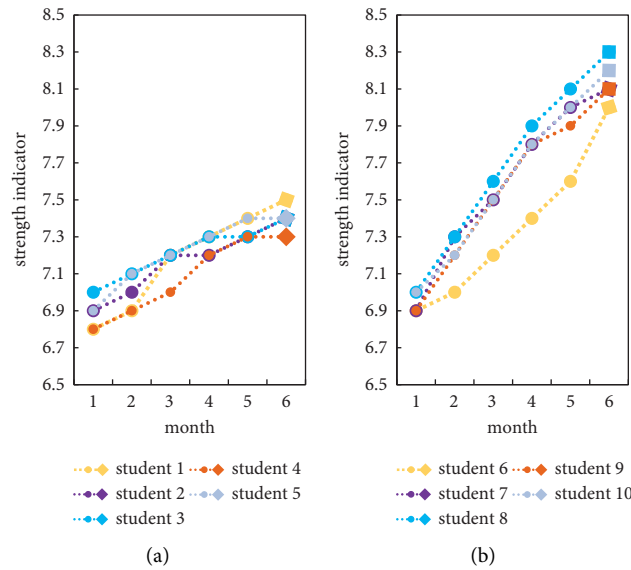 8.5
8.3
8.1
7.9
7.7
7.5
7.3
7.1
6.9
6.7
6.5
strength indicator
1 2 3 4 5 6
month
student 1
student 4
student 2
student 5
student 3
(a)
8.5
8.3
8.1
7.9
7.7
7.5
7.3
7.1
6.9
6.7
6.5
strength indicator
1 2 3 4 5 6
month
student 6
student 9
student 7
student 10
student 8
(b)